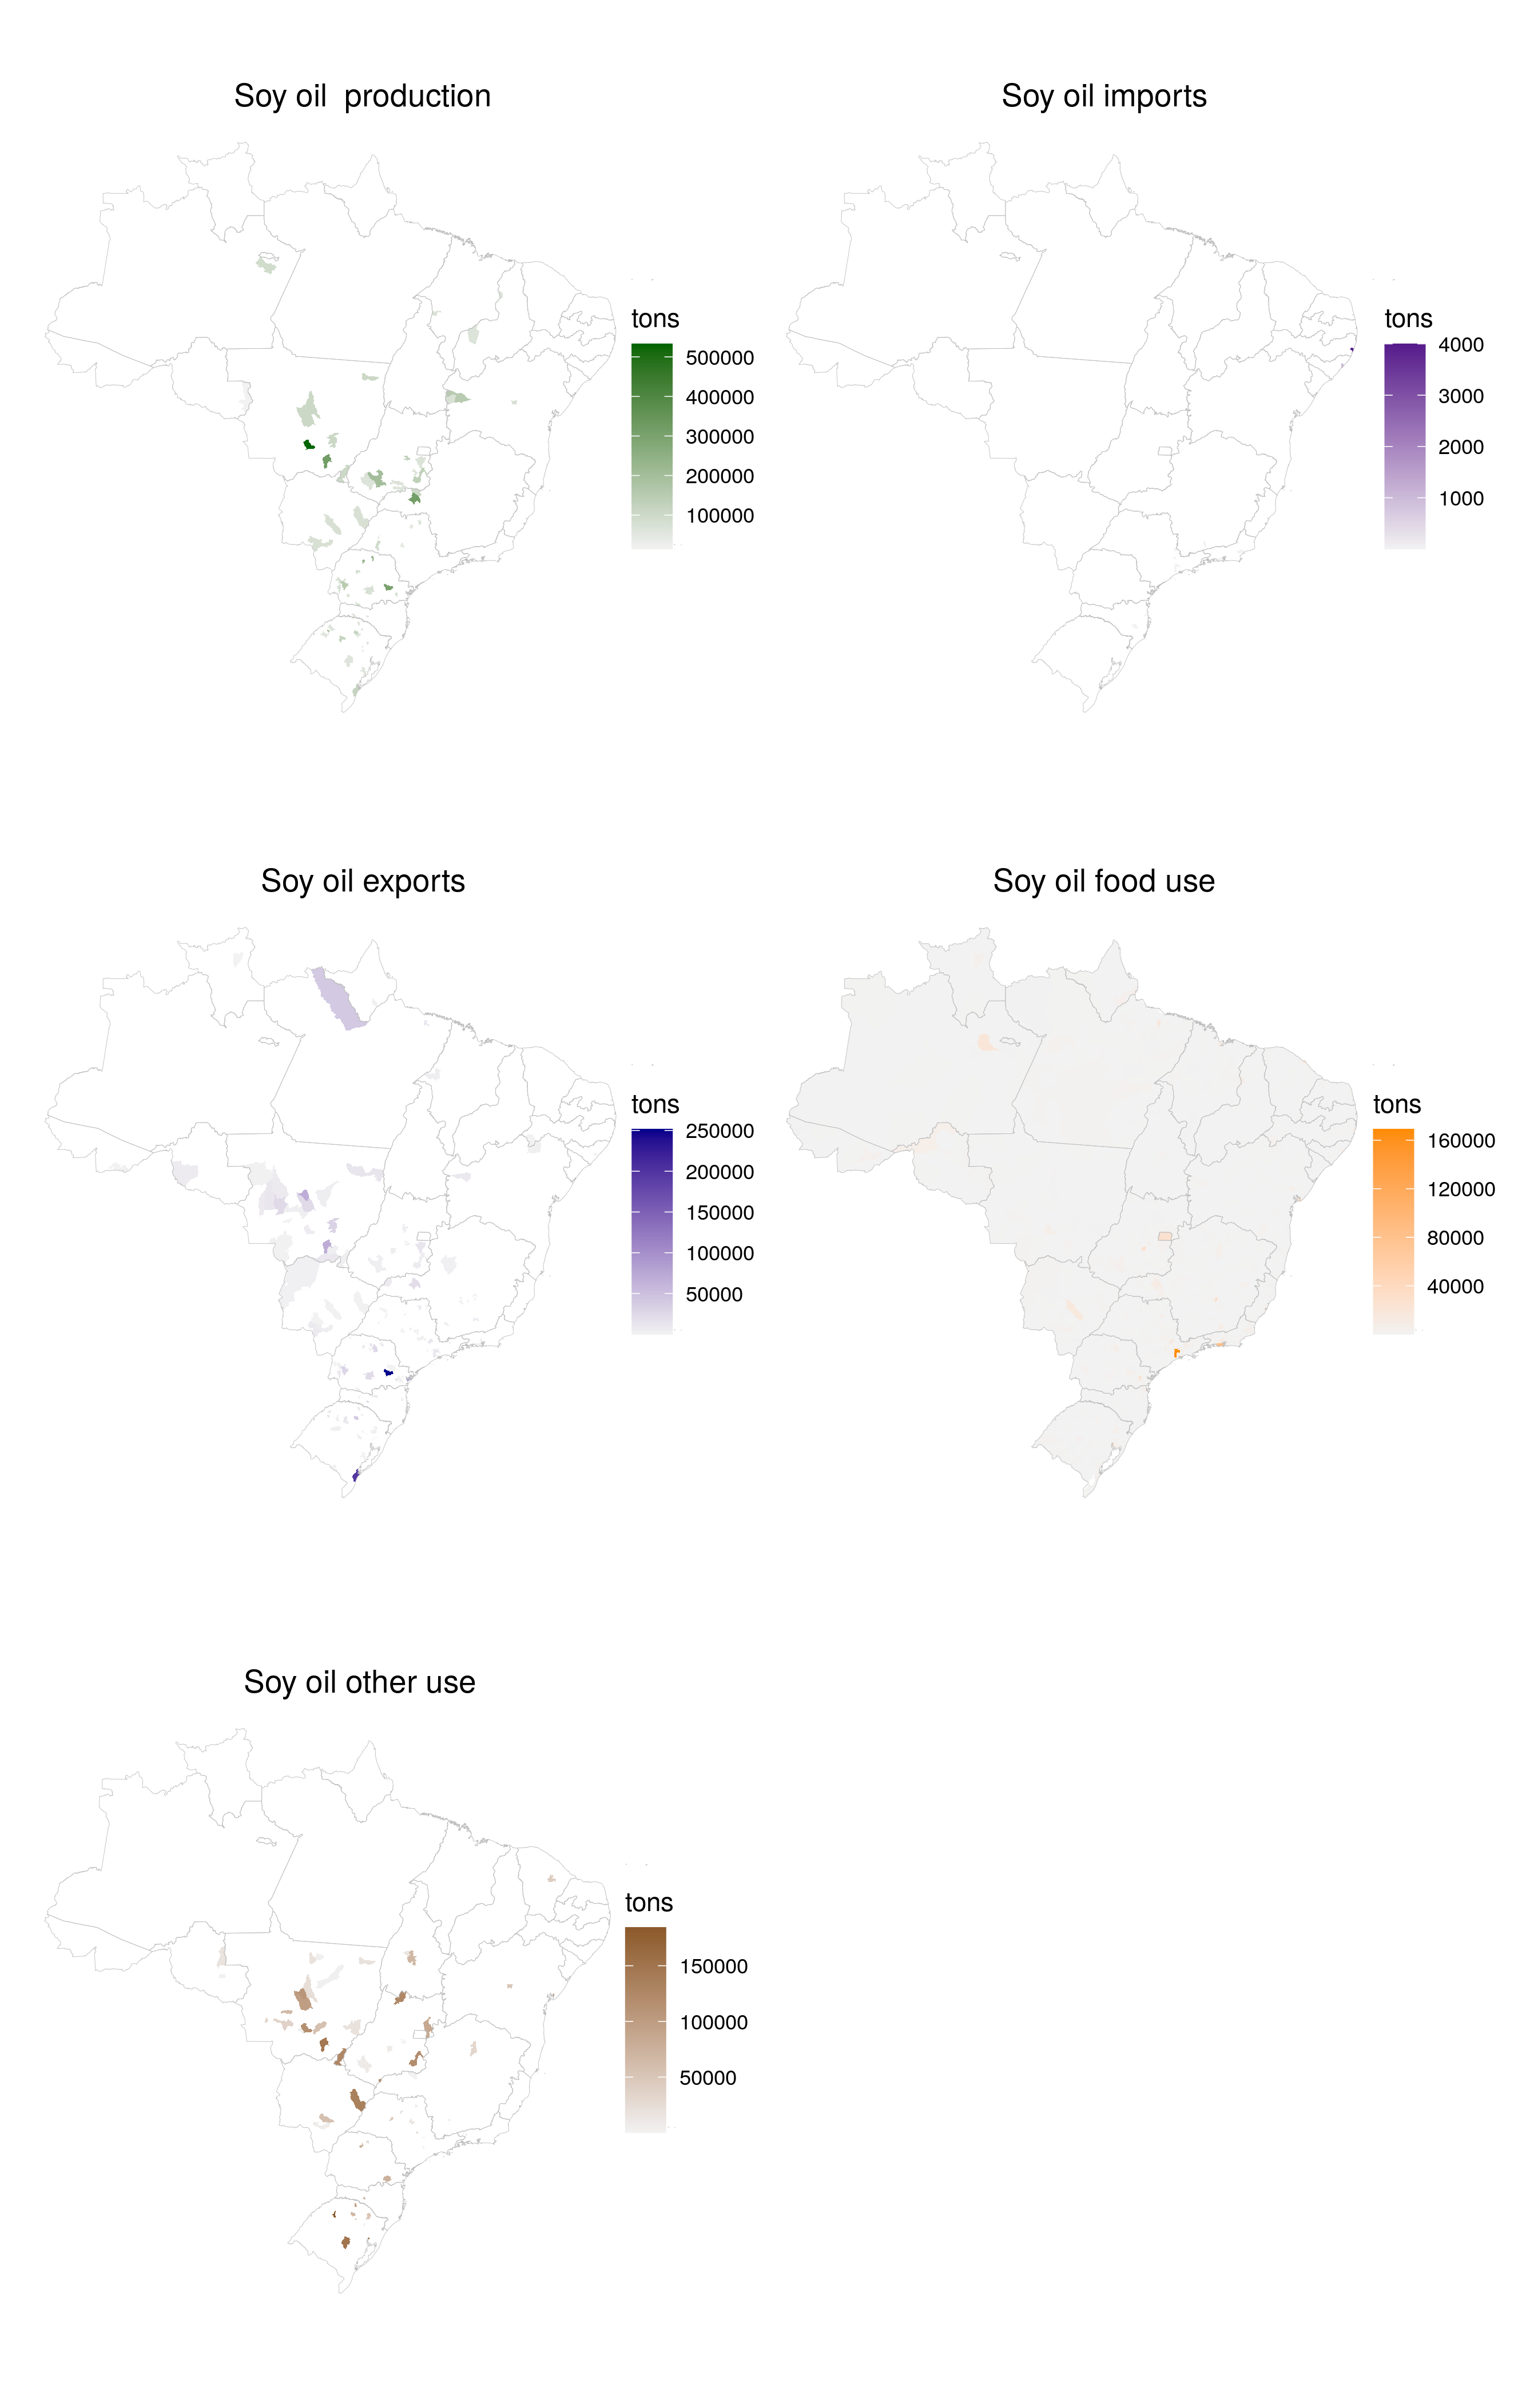 Soy oil  production
tons
500000
400000
300000
200000
100000
Soy oil imports
tons
4000
3000
2000
1000
Soy oil exports
tons
250000
200000
150000
100000
50000
Soy oil food use
tons
160000
120000
80000
40000
Soy oil other use
tons
150000
100000
50000